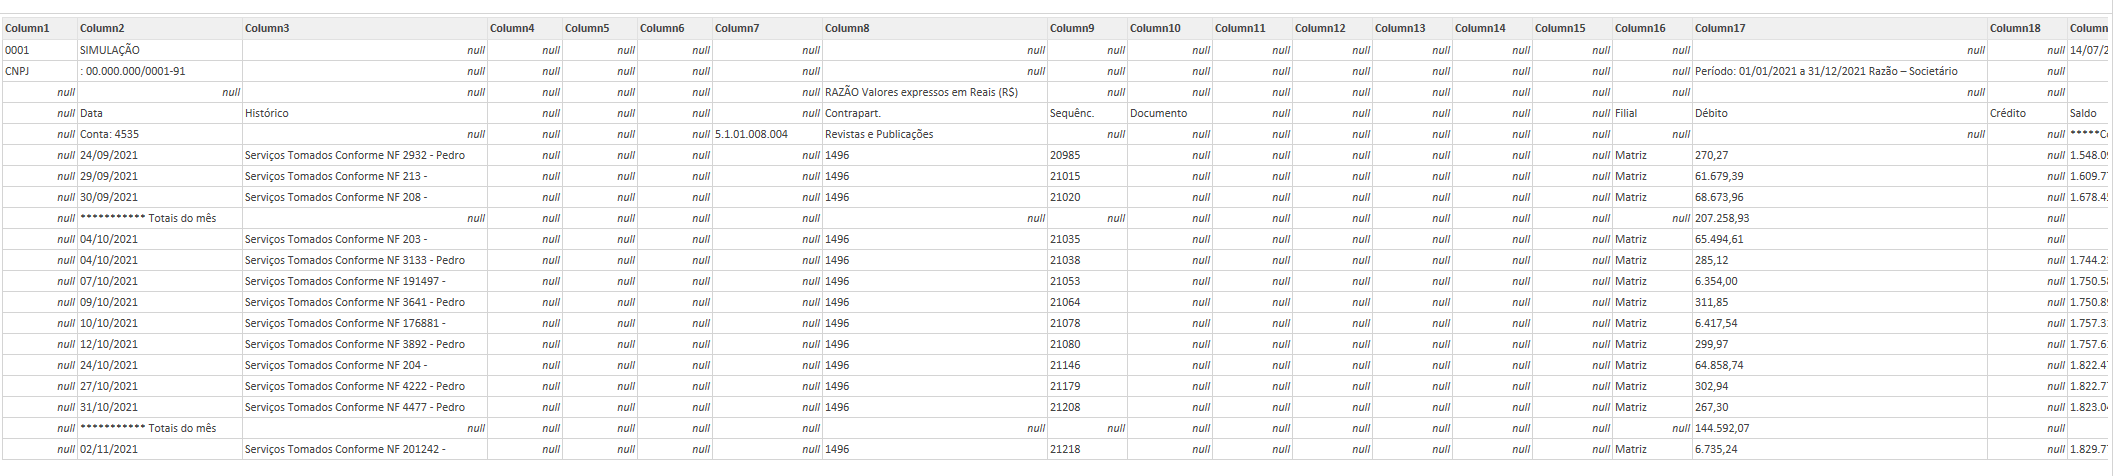 Column1 Column2 Column3 Column4 Column5 Column6 Column7 Column8 Column9 Column10 Column11 Column12 Column13 Column14 Column15 Column16 Column17 Column18 Column
0001 SIMULAÇÃO null null null null null null null null null null null null null null null null 14/07/2
CNPJ : 00.000.000/0001-91 null null null null null null null null null null null null null null Período: 01/01/2021 a 31/12/2021 Razão – Societário null
null null null null null null null RAZÃO Valores expressos em Reais (R$) null null null null null null null null null null
null Data Histórico null null null null Contrapart. Sequênc. Documento null null null null null Filial Débito Crédito Saldo
null Conta: 4535 null null null null 5.1.01.008.004 Revistas e Publicações null null null null null null null null null null *****C
null 24/09/2021 Serviços Tomados Conforme NF 2932 - Pedro null null null null 1496 20985 null null null null null null Matriz 270,27 null 1.548.0
null 29/09/2021 Serviços Tomados Conforme NF 213 - null null null null 1496 21015 null null null null null null Matriz 61.679,39 null 1.609.7
null 30/09/2021 Serviços Tomados Conforme NF 208 - null null null null 1496 21020 null null null null null null Matriz 68.673,96 null 1.678.4
null *********** Totais do mês null null null null null null null null null null null null null null 207.258,93 null
null 04/10/2021 Serviços Tomados Conforme NF 203 - null null null null 1496 21035 null null null null null null Matriz 65.494,61 null
null 04/10/2021 Serviços Tomados Conforme NF 3133 - Pedro null null null null 1496 21038 null null null null null null Matriz 285,12 null 1.744.2
null 07/10/2021 Serviços Tomados Conforme NF 191497 - null null null null 1496 21053 null null null null null null Matriz 6.354,00 null 1.750.5
null 09/10/2021 Serviços Tomados Conforme NF 3641 - Pedro null null null null 1496 21064 null null null null null null Matriz 311,85 null 1.750.8
null 10/10/2021 Serviços Tomados Conforme NF 176881 - null null null null 1496 21078 null null null null null null Matriz 6.417,54 null 1.757.3
null 12/10/2021 Serviços Tomados Conforme NF 3892 - Pedro null null null null 1496 21080 null null null null null null Matriz 299,97 null 1.757.6
null 24/10/2021 Serviços Tomados Conforme NF 204 - null null null null 1496 21146 null null null null null null Matriz 64.858,74 null 1.822.4
null 27/10/2021 Serviços Tomados Conforme NF 4222 - Pedro null null null null 1496 21179 null null null null null null Matriz 302,94 null 1.822.7
null 31/10/2021 Serviços Tomados Conforme NF 4477 - Pedro null null null null 1496 21208 null null null null null null Matriz 267,30 null 1.823.0
null *********** Totais do mês null null null null null null null null null null null null null null 144.592,07 null
null 02/11/2021 Serviços Tomados Conforme NF 201242 - null null null null 1496 21218 null null null null null null Matriz 6.735,24 null 1.829.7